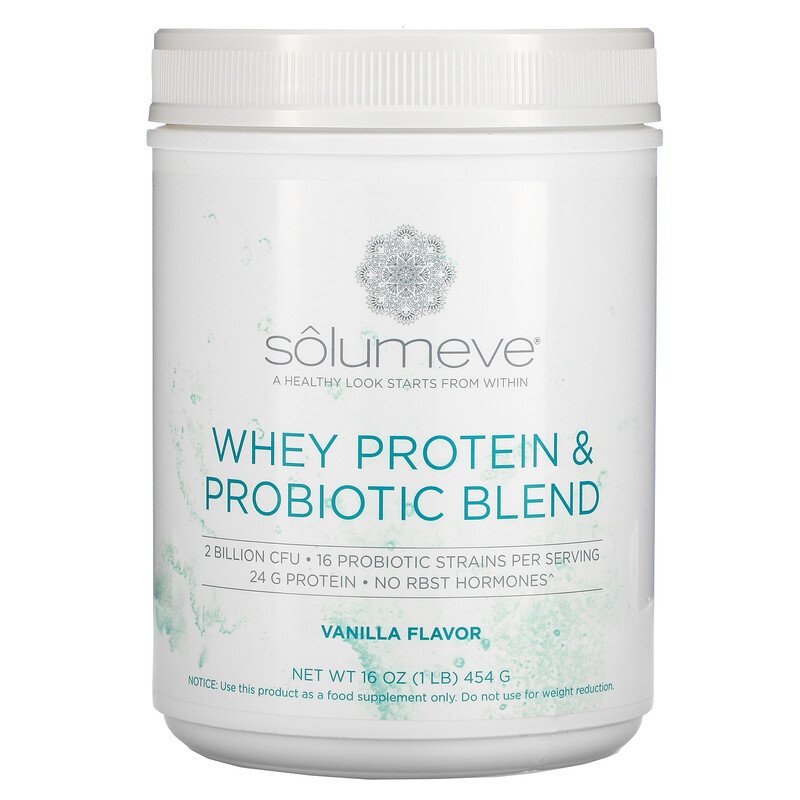 sôlumeve®
A HEALTHY LOOK STARTS FROM WITHIN
WHEY PROTEIN &
PROBIOTIC BLEND
2 BILLION CFU • 16 PROBIOTIC STRAINS PER SERVING
24 G PROTEIN • NO RBST HORMONES^
VANILLA FLAVOR
NET WT 16 OZ (1 LB) 454 G
NOTICE: Use this product as a food supplement only. Do not use for weight reduction.